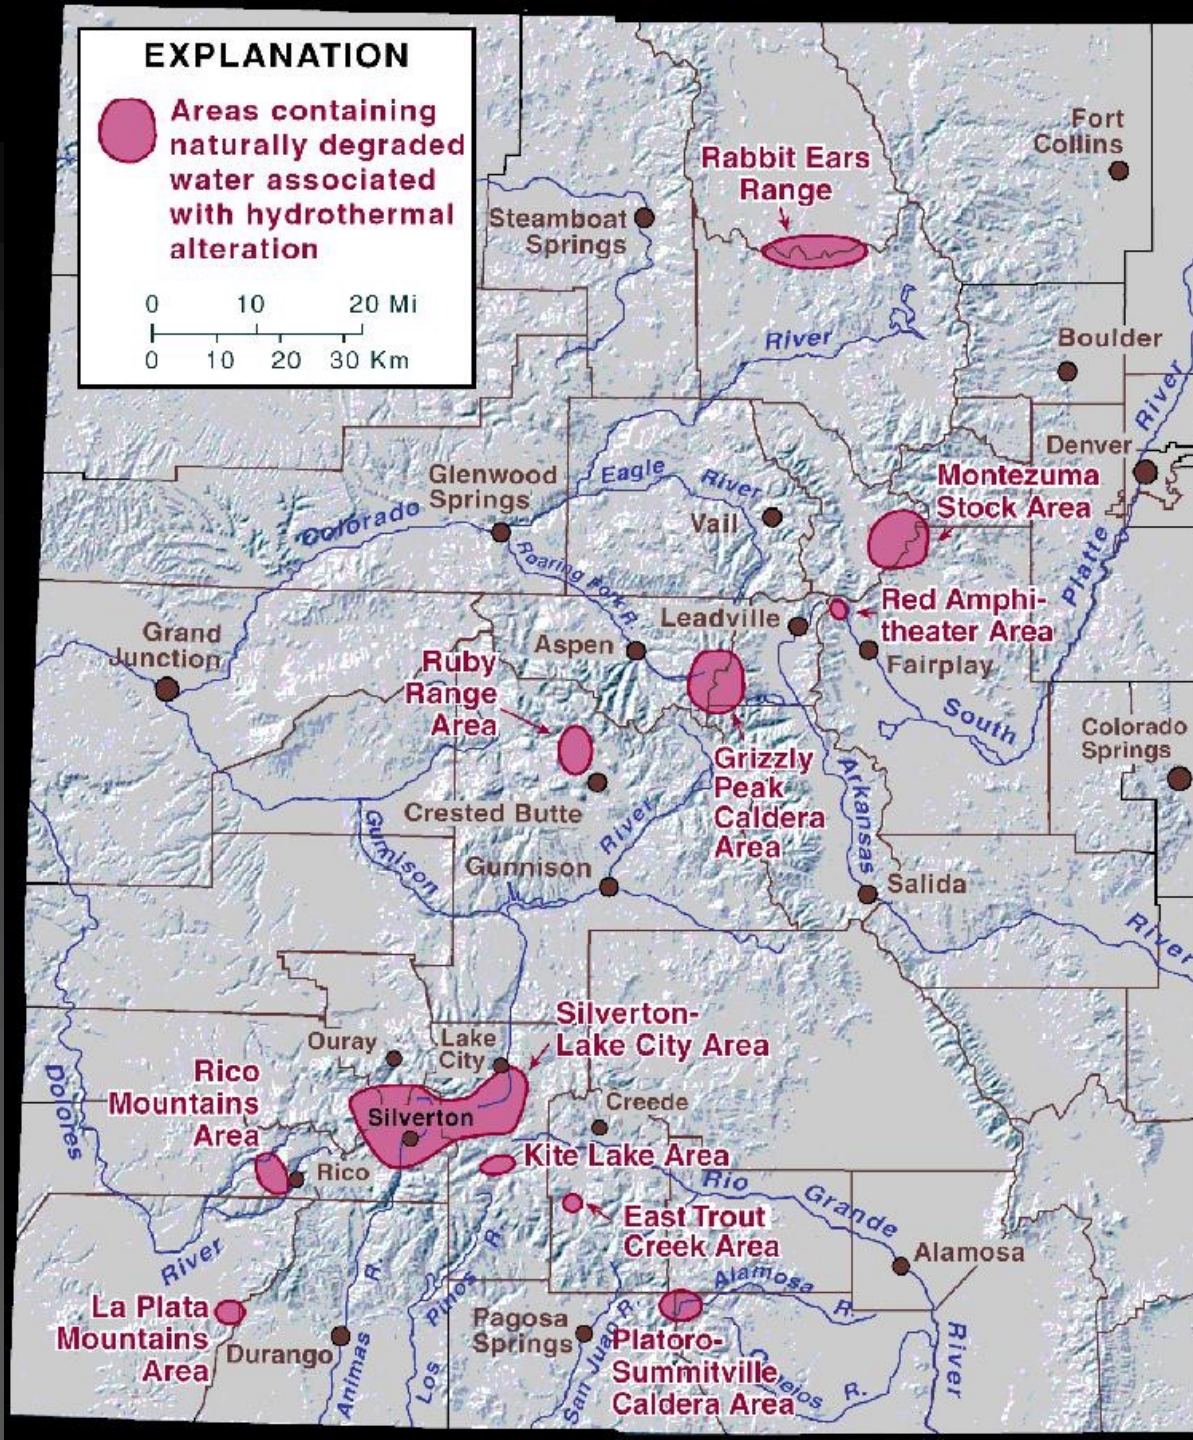 EXPLANATION
Areas containing
naturally degraded
water associated
with hydrothermal
alteration
0 10 20 Mi
0 10 20 30 Km
Fort
Collins
Rabbit Ears
Range
Steamboat
Springs
River
Boulder
River
Denver
Glenwood
Springs
Eagle
River
Montezuma
Stock Area
Colorado
Vail
Roaring Fork R.
Platte
Red Amphi-
theater Area
Leadville
Grand
Junction
Aspen
Fairplay
Ruby
Range
Area
South
Colorado
Springs
Grizzly
Peak
Caldera
Area
Arkansas
Crested Butte
Gunnison
River
Gunnison
Salida
River
Silverton-
Lake City Area
Ouray
Lake
City
Rico
Mountains
Area
Dolores
Creede
Silverton
Kite Lake Area
Rico
Rio
Grande
East Trout
Creek Area
River
R.
R.
Alamosa
Alamosa
R.
La Plata
Mountains
Area
Pinos
Pagosa
Springs
Platoro-
Summitville
Caldera Area
Durango
Animas
Los
San Juan R.
R.
River